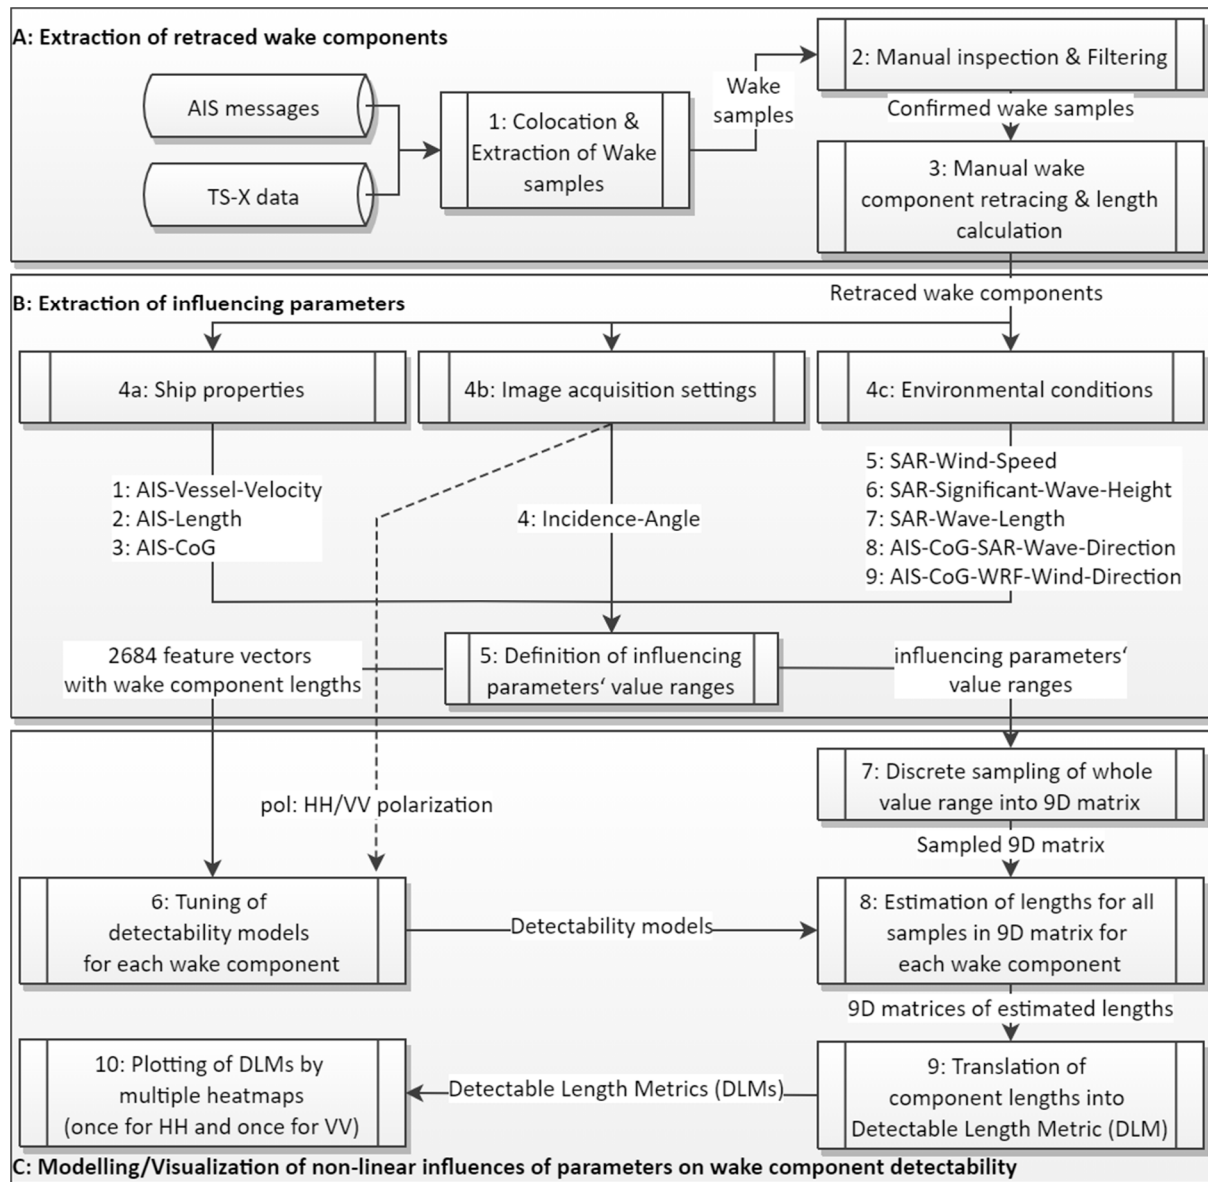 A: Extraction of retraced wake components
AIS messages
TS-X data
1: Colocation &
Extraction of Wake
samples
Wake
samples
2: Manual inspection & Filtering
Confirmed wake samples
3: Manual wake
component retracing & length
calculation
B: Extraction of influencing parameters
Retraced wake components
4a: Ship properties
4b: Image acquisition settings
4c: Environmental conditions
1: AIS-Vessel-Velocity
2: AIS-Length
3: AIS-CoG
4: Incidence-Angle
5: SAR-Wind-Speed
6: SAR-Significant-Wave-Height
7: SAR-Wave-Length
8: AIS-CoG-SAR-Wave-Direction
9: AIS-CoG-WRF-Wind-Direction
2684 feature vectors
with wake component lengths
5: Definition of influencing
parameters‘ value ranges
influencing parameters‘
value ranges
pol: HH/VV polarization
7: Discrete sampling of whole
value range into 9D matrix
Sampled 9D matrix
6: Tuning of
detectability models
for each wake component
Detectability models
8: Estimation of lengths for all
samples in 9D matrix for
each wake component
9D matrices of estimated lengths
10: Plotting of DLMs by
multiple heatmaps
(once for HH and once for VV)
Detectable Length Metrics (DLMs)
9: Translation of
component lengths into
Detectable Length Metric (DLM)
C: Modelling/Visualization of non-linear influences of parameters on wake component detectability